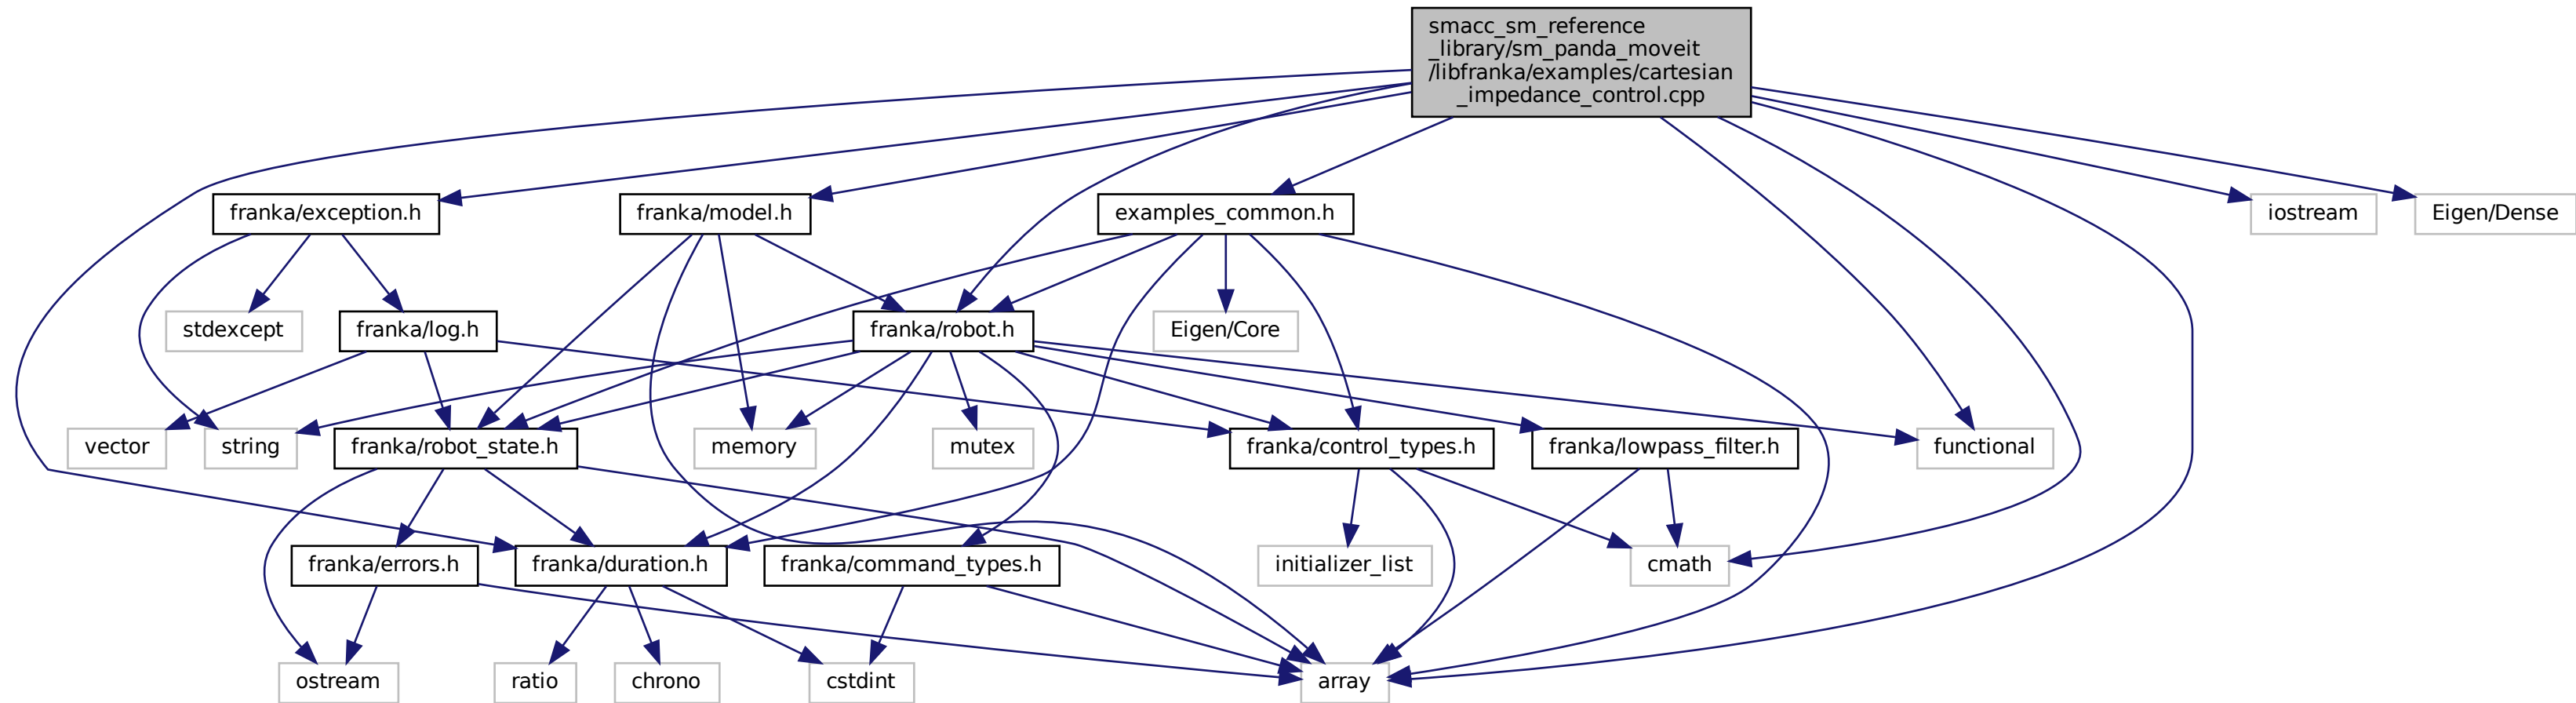 smacc_sm_reference
_library/sm_panda_moveit
/libfranka/examples/cartesian
_impedance_control.cpp
franka/exception.h
franka/model.h
examples_common.h
iostream
Eigen/Dense
stdexcept
franka/log.h
franka/robot.h
Eigen/Core
vector
string
franka/robot_state.h
memory
mutex
franka/control_types.h
franka/lowpass_filter.h
functional
franka/errors.h
franka/duration.h
franka/command_types.h
initializer_list
cmath
ostream
ratio
chrono
cstdint
array